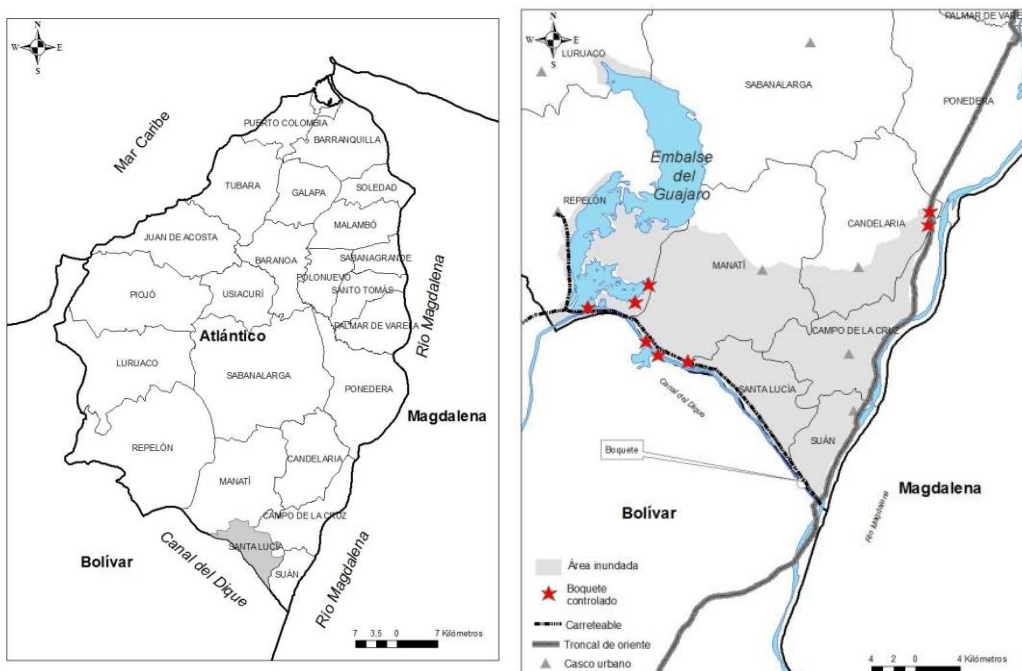 N
W E
S
Mar Caribe
PUERTO COLOMBIA
BARRANQUILLA
TUBARA
GALAPA
SOLEDAD
MALAMBÓ
JUAN DE ACOSTA
BARANOA
SABANAGRANDE
POLONUEVO
SANTO TOMÁS
PIOJÓ
USIACURÍ
PALMAR DE VARELA
Atlántico
Río Magdalena
LURUACO
SABANALARGA
PONEDERA
Magdalena
REPELÓN
CANDELARIA
MANATÍ
CAMPO DE LA CRUZ
SANTA LUCÍA
SUÁN
Bolívar
Canal del Dique
Río Magdalena
7 3,5 0 7 Kilómetros
N
W E
S
PALMAR DE VARE
LURUACO
SABANALARGA
PONEDERA
Embalse
del
Guajaro
REPELÓN
CANDELARIA
MANATÍ
CAMPO DE LA CRUZ
SANTA LUCÍA
Canal del Dique
SUÁN
Boquete
Magdalena
Bolívar
Río Magdalena
Área inundada
Boquete
controlado
Carreteable
Troncal de oriente
Casco urbano
4 2 0 4 Kilómetros